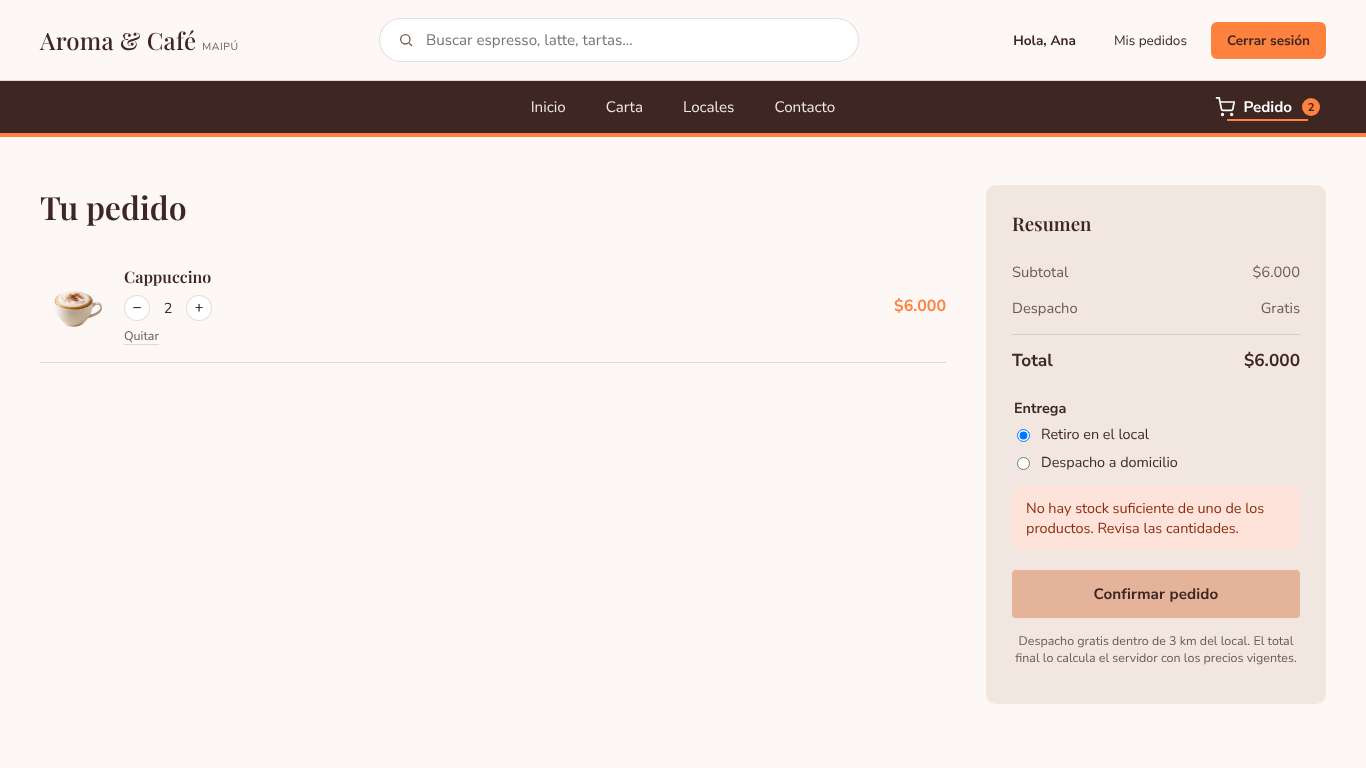 Aroma & Café MAIPÚ
Buscar espresso, latte, tartas...
Hola, Ana
Mis pedidos
Cerrar sesión
Inicio
Carta
Locales
Contacto
Pedido 2
Tu pedido
Cappuccino
− 2 +
Quitar
$6.000
Resumen
Subtotal $6.000
Despacho Gratis
Total $6.000
Entrega
Retiro en el local
Despacho a domicilio
No hay stock suficiente de uno de los
productos. Revisa las cantidades.
Confirmar pedido
Despacho gratis dentro de 3 km del local. El total
final lo calcula el servidor con los precios vigentes.